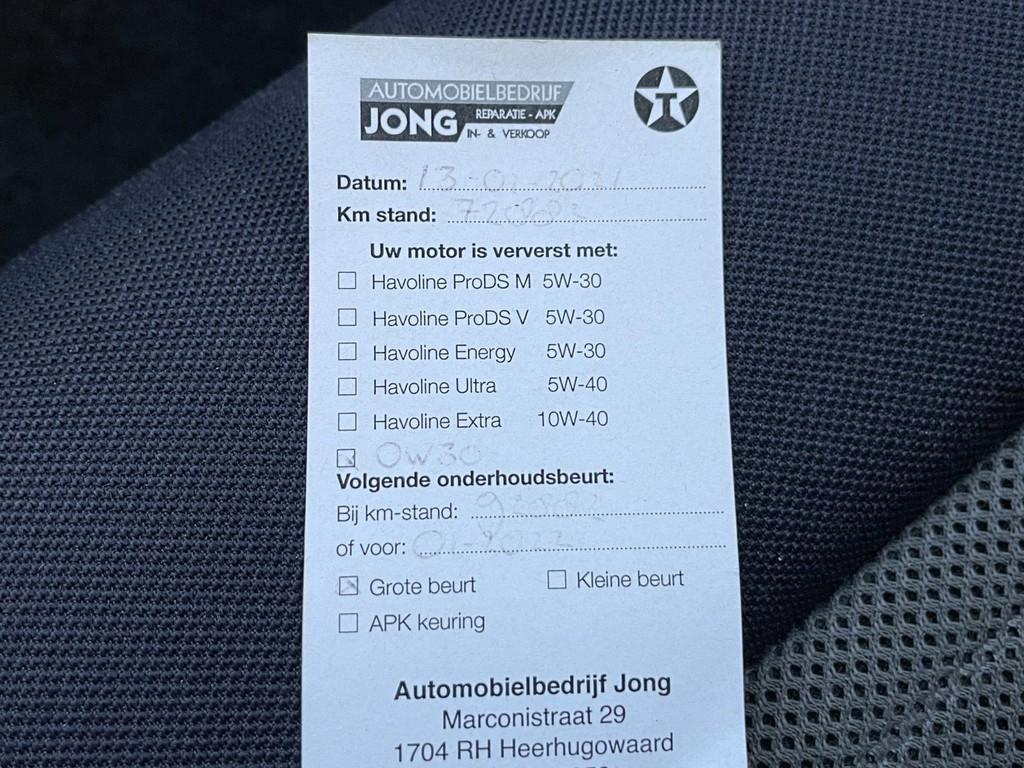 AUTOMOBIELBEDRIJF
JONG REPARATIE - APK
IN- & VERKOOP
T
Datum: 13-01-2021
Km stand:
Uw motor is ververst met:
Havoline ProDS M 5W-30
Havoline ProDS V 5W-30
Havoline Energy 5W-30
Havoline Ultra 5W-40
Havoline Extra 10W-40
0W30
Volgende onderhoudsbeurt:
Bij km-stand:
of voor: 01-2022
Grote beurt Kleine beurt
APK keuring
Automobielbedrijf Jong
Marconistraat 29
1704 RH Heerhugowaard